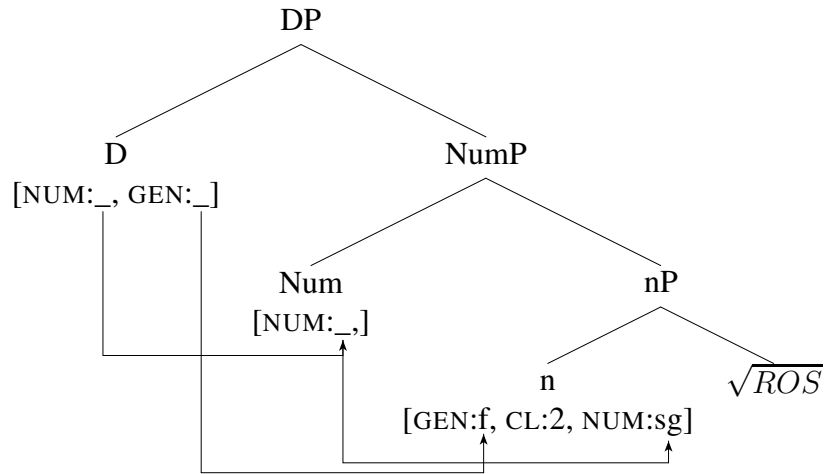 DP
D
NumP
[NUM:_, GEN:_]
Num
nP
[NUM:_,]
n
√ROS
[GEN:f, CL:2, NUM:sg]